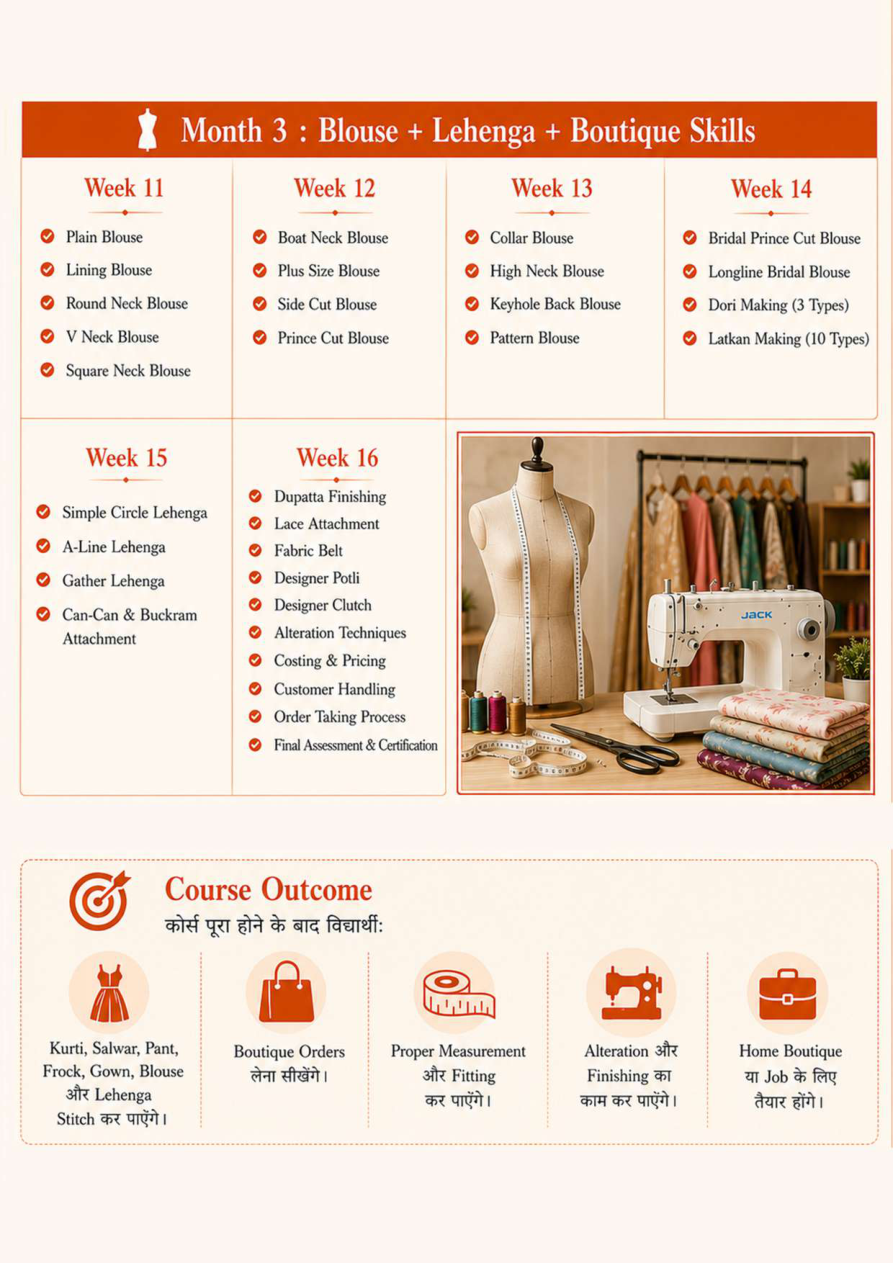 Month 3 : Blouse + Lehenga + Boutique Skills
Week 11
Plain Blouse
Lining Blouse
Round Neck Blouse
V Neck Blouse
Square Neck Blouse
Week 12
Boat Neck Blouse
Plus Size Blouse
Side Cut Blouse
Prince Cut Blouse
Week 13
Collar Blouse
High Neck Blouse
Keyhole Back Blouse
Pattern Blouse
Week 14
Bridal Prince Cut Blouse
Longline Bridal Blouse
Dori Making (3 Types)
Latkan Making (10 Types)
Week 15
Simple Circle Lehenga
A-Line Lehenga
Gather Lehenga
Can-Can & Buckram
Attachment
Week 16
Dupatta Finishing
Lace Attachment
Fabric Belt
Designer Potli
Designer Clutch
Alteration Techniques
Costing & Pricing
Customer Handling
Order Taking Process
Final Assessment & Certification
JACK
Course Outcome
कोर्स पूरा होने के बाद विद्यार्थी:
Kurti, Salwar, Pant,
Frock, Gown, Blouse
और Lehenga
Stitch कर पाएँगे।
Boutique Orders
लेना सीखेंगे।
Proper Measurement
और Fitting
कर पाएँगे।
Alteration और
Finishing का
काम कर पाएँगे।
Home Boutique
या Job के लिए
तैयार होंगे।